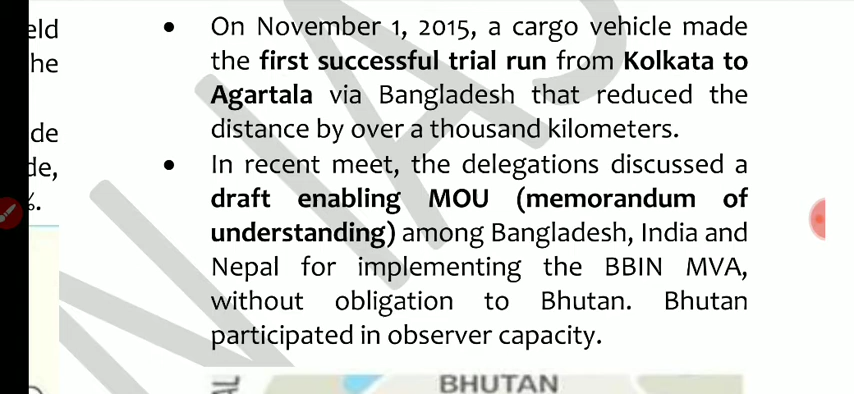 eld
he
de
de,
%.
• On November 1, 2015, a cargo vehicle made
the first successful trial run from Kolkata to
Agartala via Bangladesh that reduced the
distance by over a thousand kilometers.
• In recent meet, the delegations discussed a
draft enabling MOU (memorandum of
understanding) among Bangladesh, India and
Nepal for implementing the BBIN MVA,
without obligation to Bhutan. Bhutan
participated in observer capacity.
BHUTAN